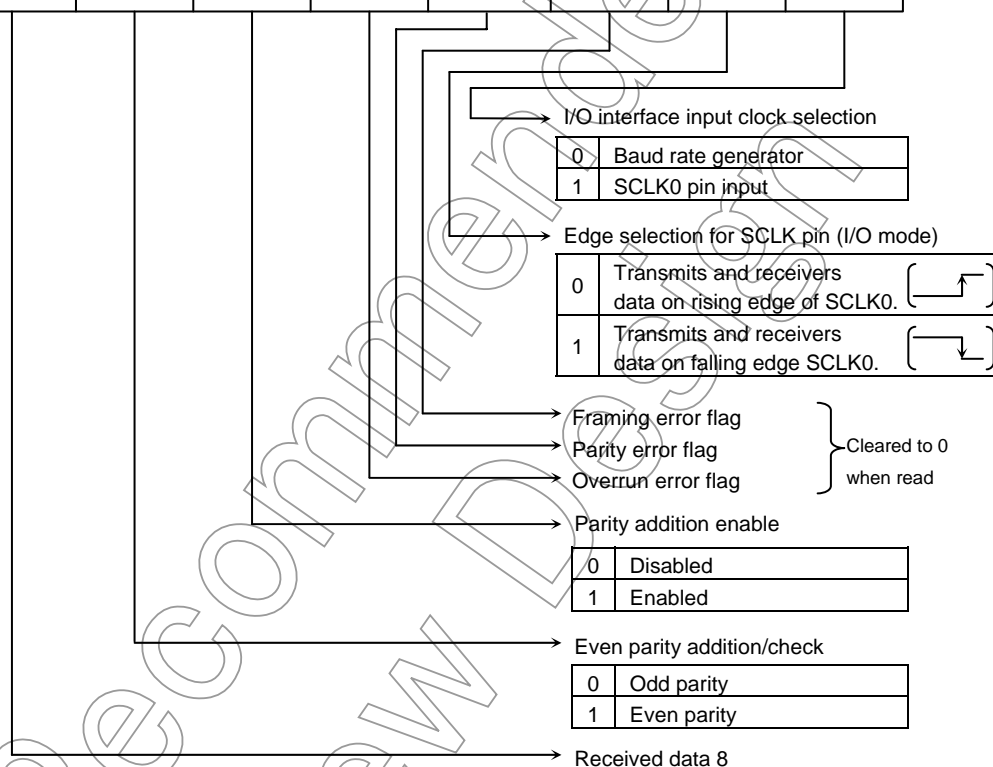 I/O interface input clock selection
0 Baud rate generator
1 SCLK0 pin input
Edge selection for SCLK pin (I/O mode)
0 Transmits and receivers
data on rising edge of SCLK0.
1 Transmits and receivers
data on falling edge SCLK0.
Framing error flag
Parity error flag
Overrun error flag
Cleared to 0
when read
Parity addition enable
0 Disabled
1 Enabled
Even parity addition/check
0 Odd parity
1 Even parity
Received data 8